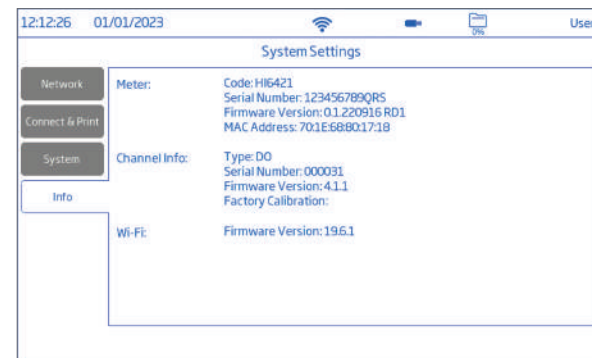 12:12:26 01/01/2023 0% User
System Settings
Network
Connect & Print
System
Info
Meter: Code: HI6421
Serial Number: 123456789QRS
Firmware Version: 0.1.220916 RD1
MAC Address: 70:1E:68:80:17:18
Channel Info: Type: DO
Serial Number: 000031
Firmware Version: 4.1.1
Factory Calibration:
Wi-Fi: Firmware Version: 19.6.1